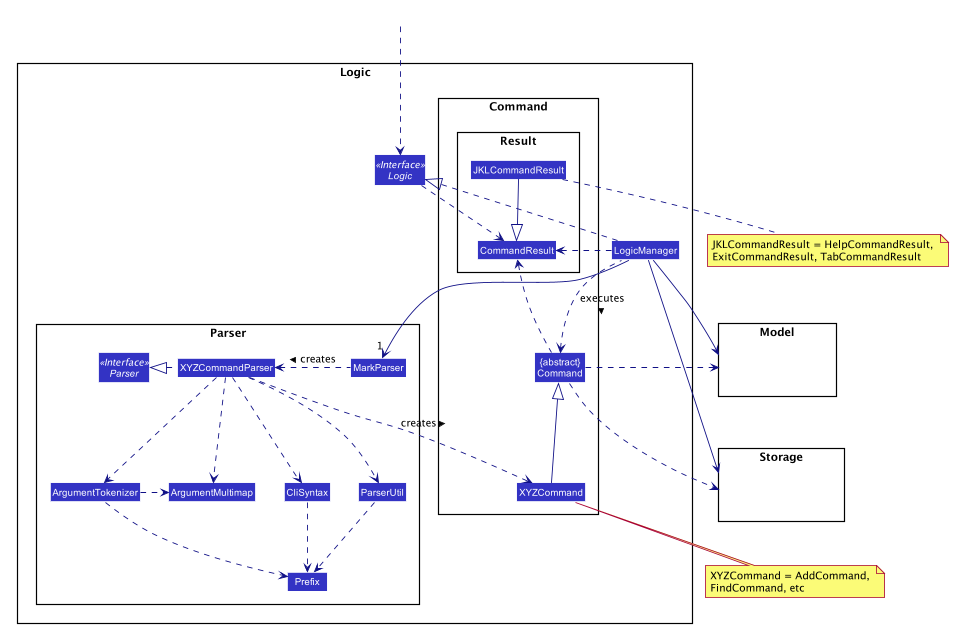 Logic
Command
Result
«Interface»
Logic
JKLCommandResult
CommandResult
LogicManager
JKLCommandResult = HelpCommandResult,
ExitCommandResult, TabCommandResult
executes
Parser
1
Model
«Interface»
Parser
XYZCommandParser
creates
MarkParser
{abstract}
Command
creates
Storage
ArgumentTokenizer
ArgumentMultimap
CliSyntax
ParserUtil
XYZCommand
Prefix
XYZCommand = AddCommand,
FindCommand, etc